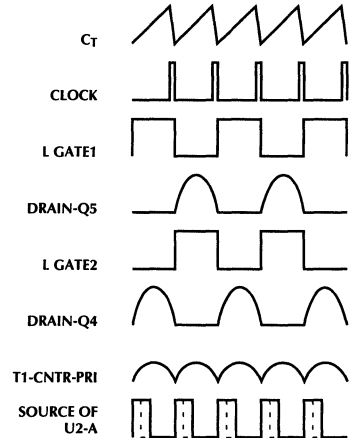 CT
CLOCK
L GATE1
DRAIN-Q5
L GATE2
DRAIN-Q4
T1-CNTR-PRI
SOURCE OF
U2-A